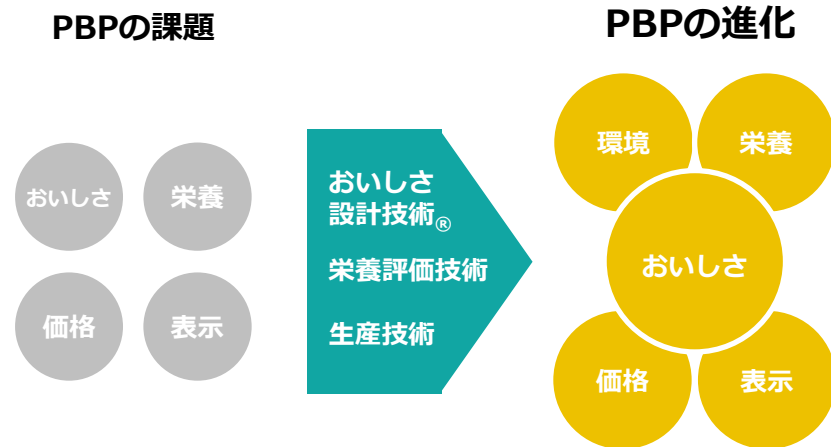 PBPの課題
おいしさ
栄養
価格
表示
おいしさ
設計技術®
栄養評価技術
生産技術
PBPの進化
環境
栄養
おいしさ
価格
表示